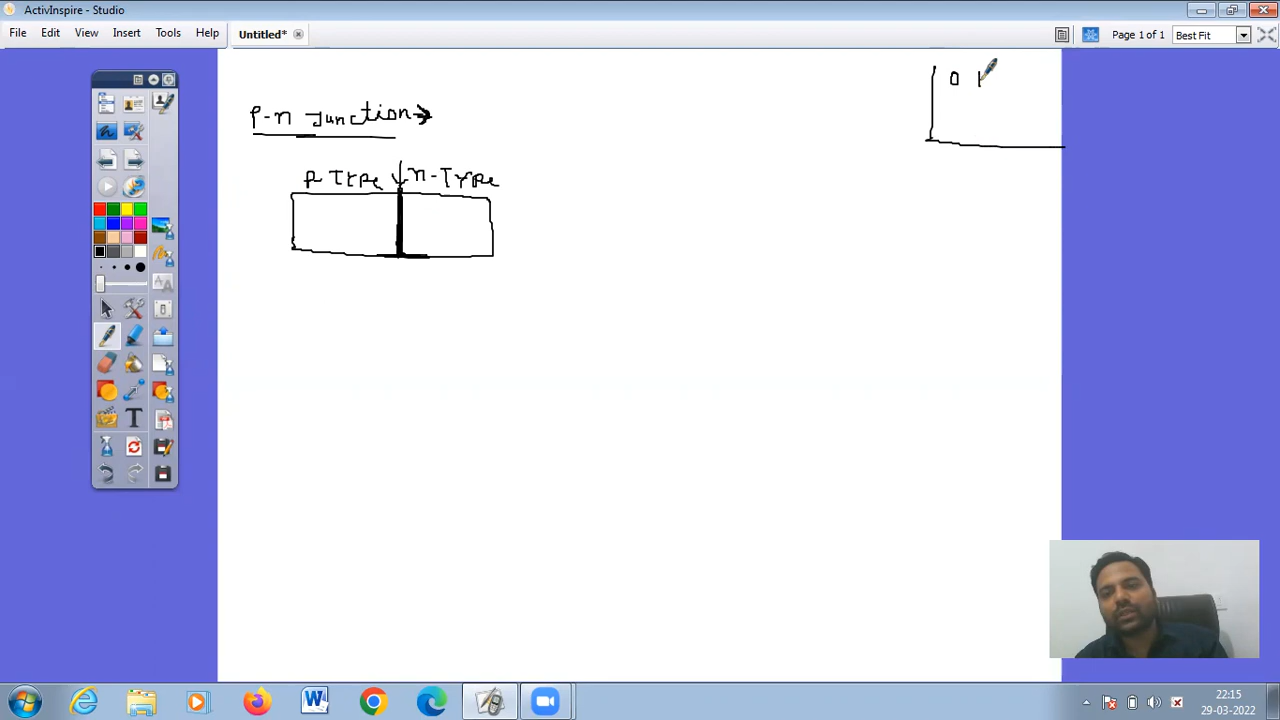 ActivInspire - Studio
File Edit View Insert Tools Help
Untitled*
Page 1 of 1
Best Fit
P-n Junction →
P Type n-Type
0 1
22:15
29-03-2022